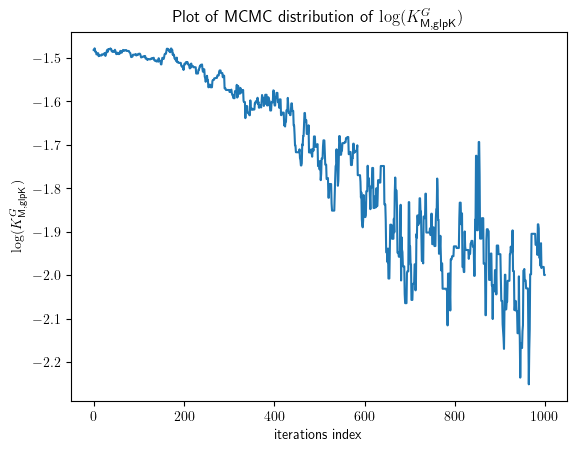 Plot of MCMC distribution of log(K^G_M,glpK)
log(K^G_M,glpK)
−1.5
−1.6
−1.7
−1.8
−1.9
−2.0
−2.1
−2.2
0 200 400 600 800 1000
iterations index